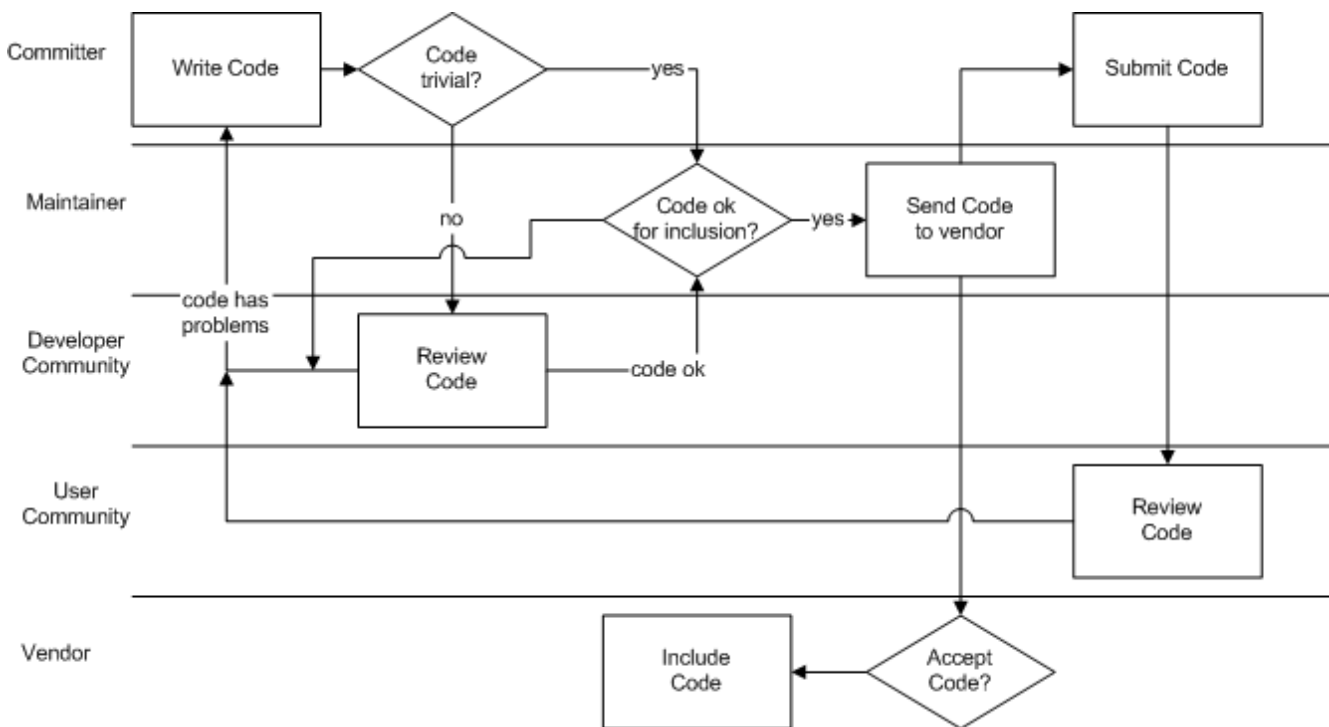 Committer
Write Code
Code
trivial?
yes
Submit Code
Maintainer
no
Code ok
for inclusion?
yes
Send Code
to vendor
code has
problems
Developer
Community
Review
Code
code ok
User
Community
Review
Code
Vendor
Include
Code
Accept
Code?